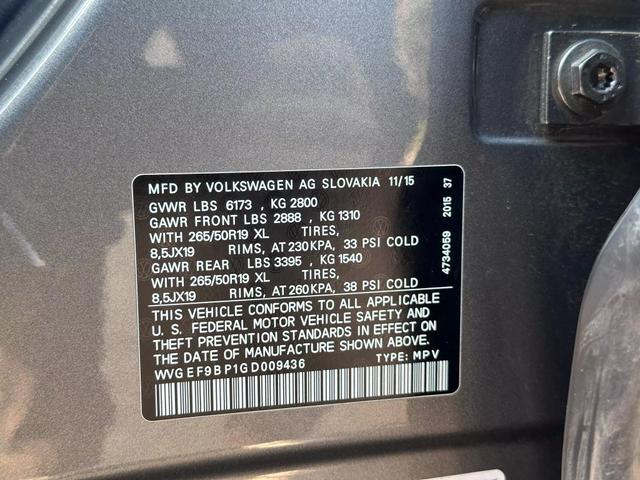 MFD BY VOLKSWAGEN AG SLOVAKIA 11/15
GVWR LBS 6173 , KG 2800
GAWR FRONT LBS 2888 , KG 1310
WITH 265/50R19 XL TIRES,
8,5JX19 RIMS, AT 230KPA, 33 PSI COLD
GAWR REAR LBS 3395 , KG 1540
WITH 265/50R19 XL TIRES,
8,5JX19 RIMS, AT 260KPA, 38 PSI COLD
THIS VEHICLE CONFORMS TO ALL APPLICABLE
U. S. FEDERAL MOTOR VEHICLE SAFETY AND
THEFT PREVENTION STANDARDS IN EFFECT ON
THE DATE OF MANUFACTURE SHOWN ABOVE.
WVGEF9BP1GD009436 TYPE: MPV
4734059 2015 37